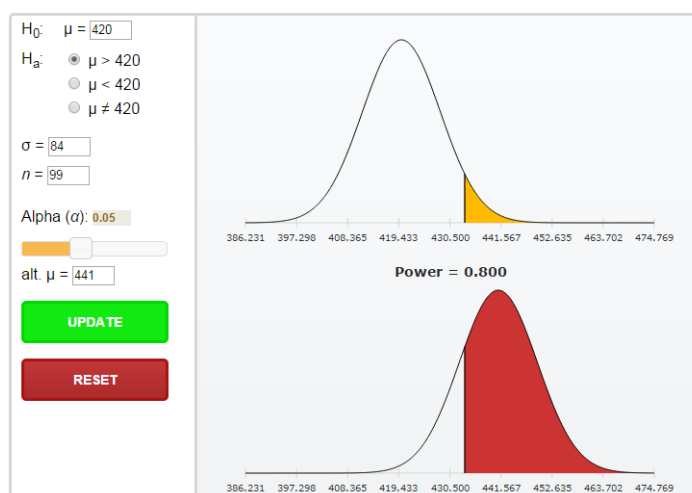 H₀: μ = 420
Hₐ: μ > 420
μ < 420
μ ≠ 420
σ = 84
n = 99
Alpha (α): 0.05
alt. μ = 441
UPDATE
RESET
386.231 397.298 408.365 419.433 430.500 441.567 452.635 463.702 474.769
Power = 0.800
386.231 397.298 408.365 419.433 430.500 441.567 452.635 463.702 474.769